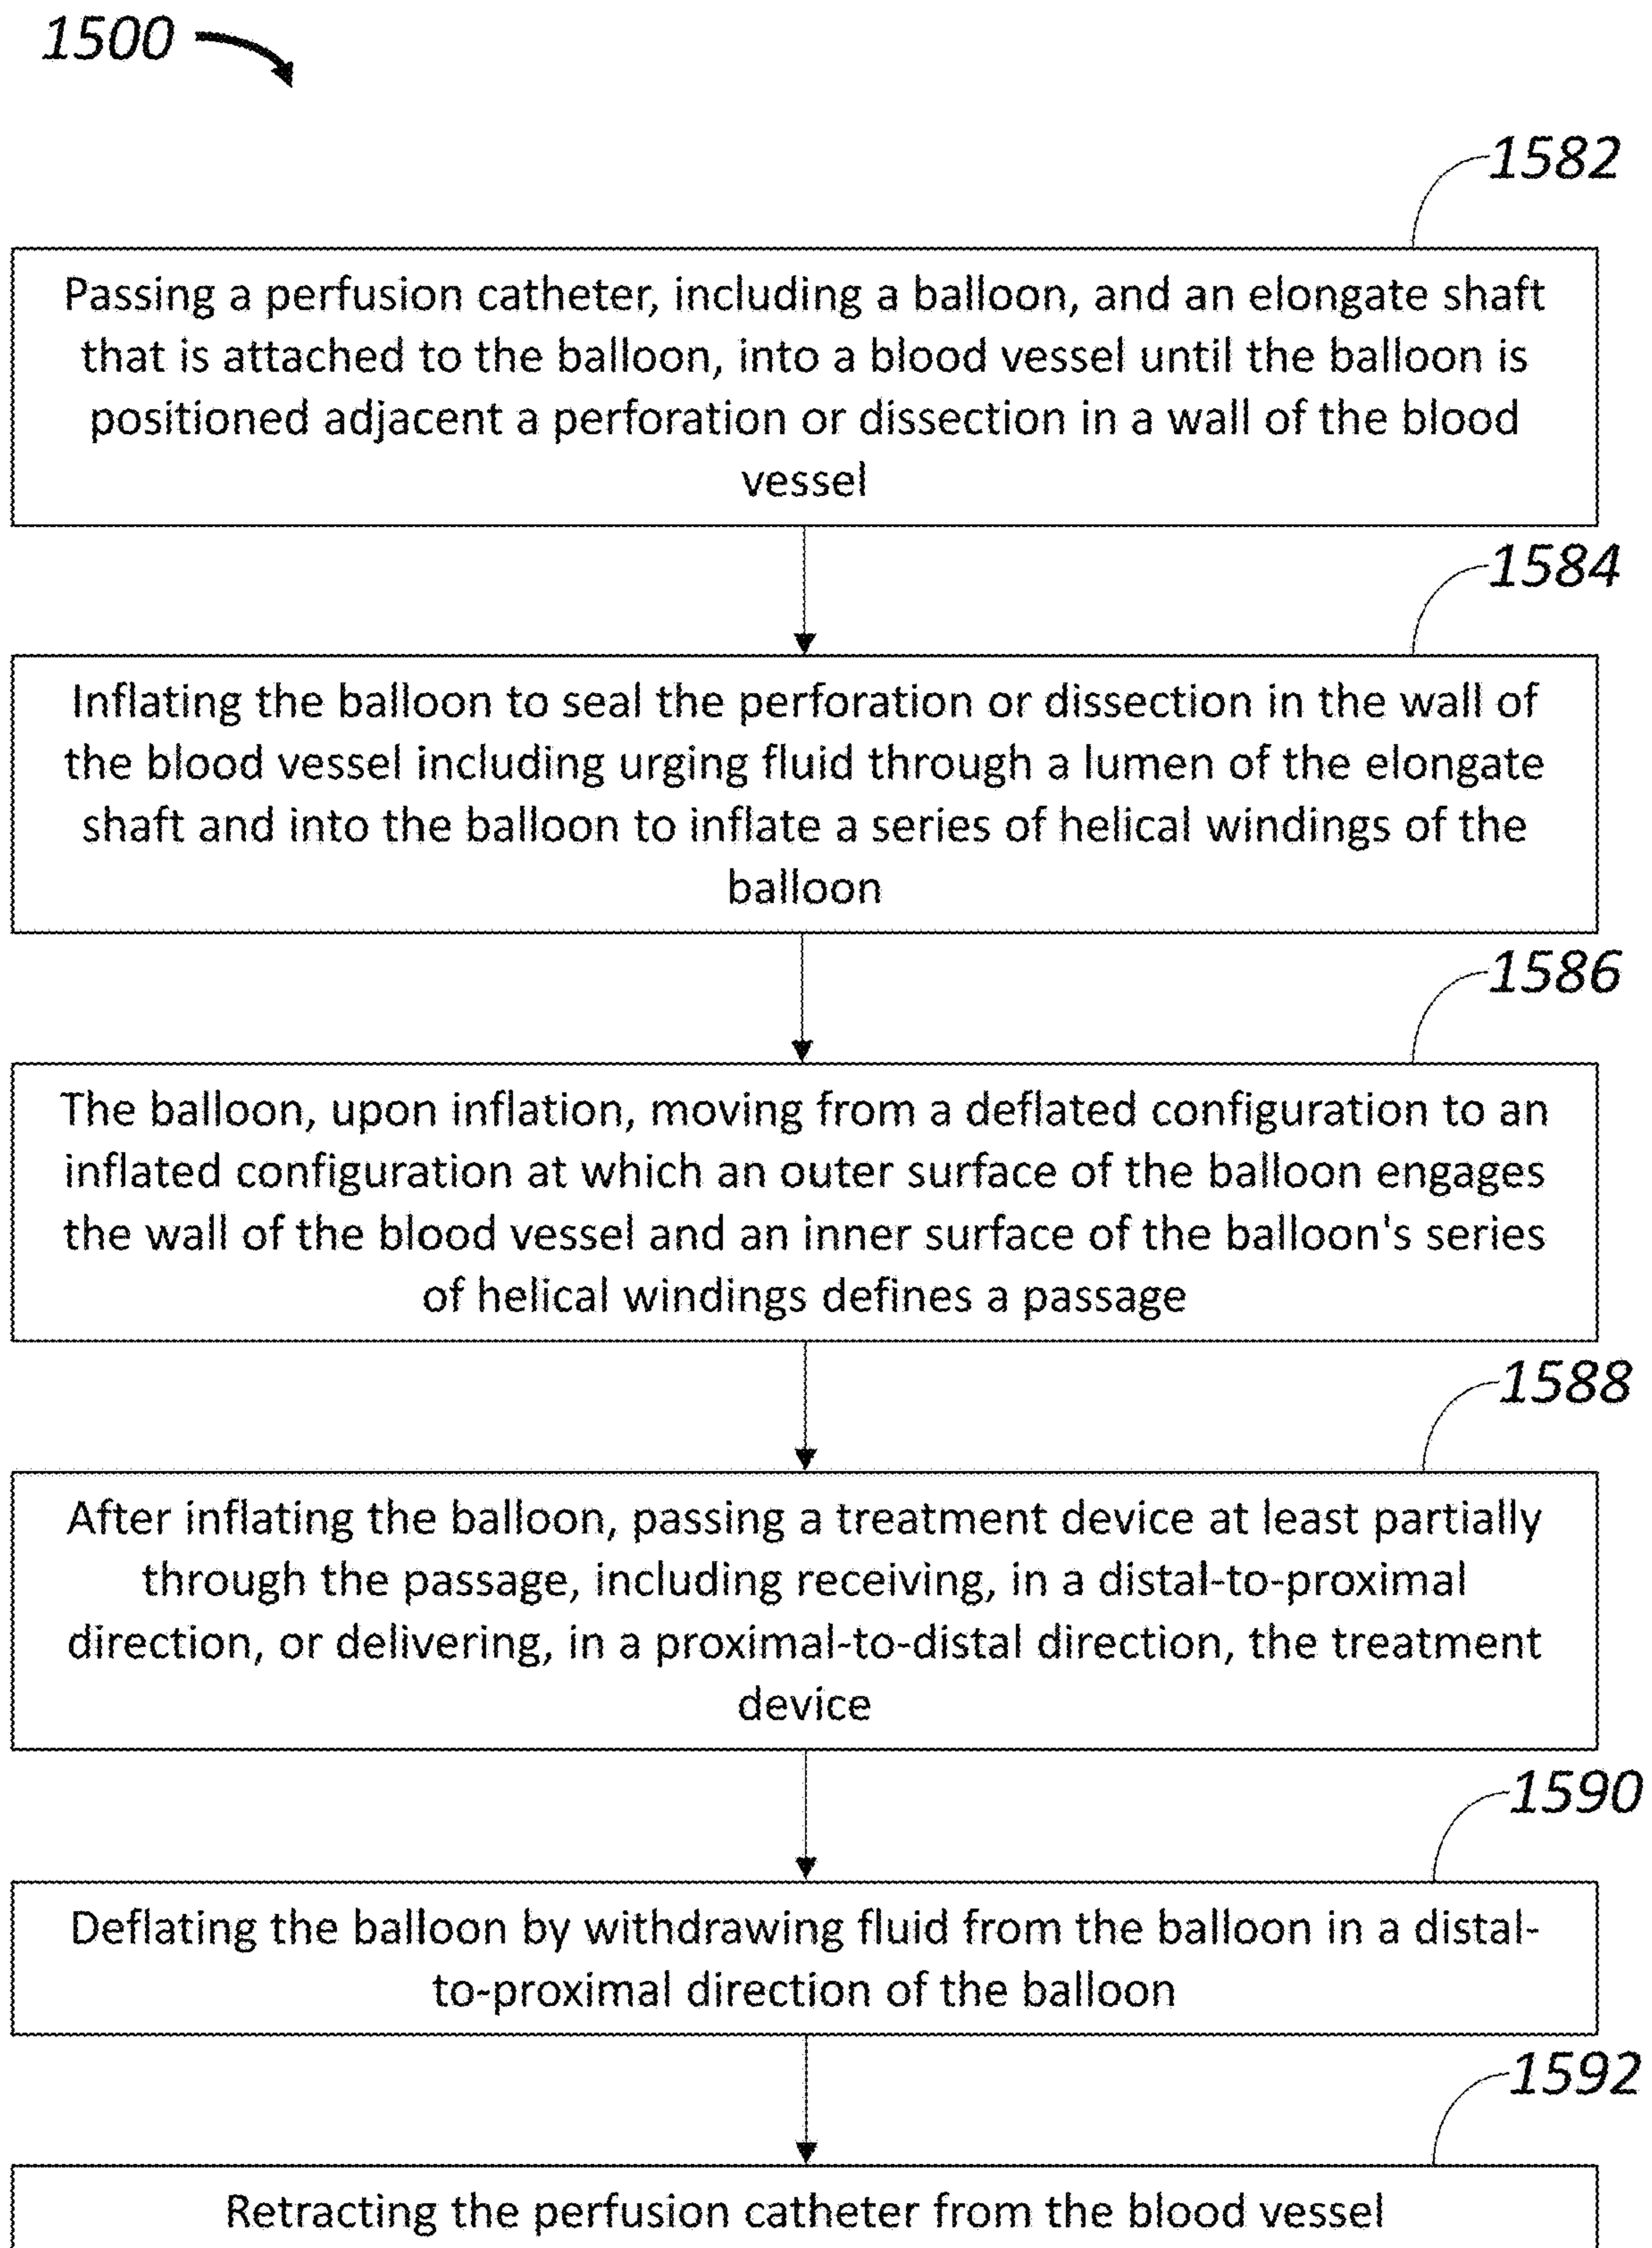 1500
1582
Passing a perfusion catheter, including a balloon, and an elongate shaft
that is attached to the balloon, into a blood vessel until the balloon is
positioned adjacent a perforation or dissection in a wall of the blood
vessel
1584
Inflating the balloon to seal the perforation or dissection in the wall of
the blood vessel including urging fluid through a lumen of the elongate
shaft and into the balloon to inflate a series of helical windings of the
balloon
1586
The balloon, upon inflation, moving from a deflated configuration to an
inflated configuration at which an outer surface of the balloon engages
the wall of the blood vessel and an inner surface of the balloon's series
of helical windings defines a passage
1588
After inflating the balloon, passing a treatment device at least partially
through the passage, including receiving, in a distal-to-proximal
direction, or delivering, in a proximal-to-distal direction, the treatment
device
1590
Deflating the balloon by withdrawing fluid from the balloon in a distal-
to-proximal direction of the balloon
1592
Retracting the perfusion catheter from the blood vessel